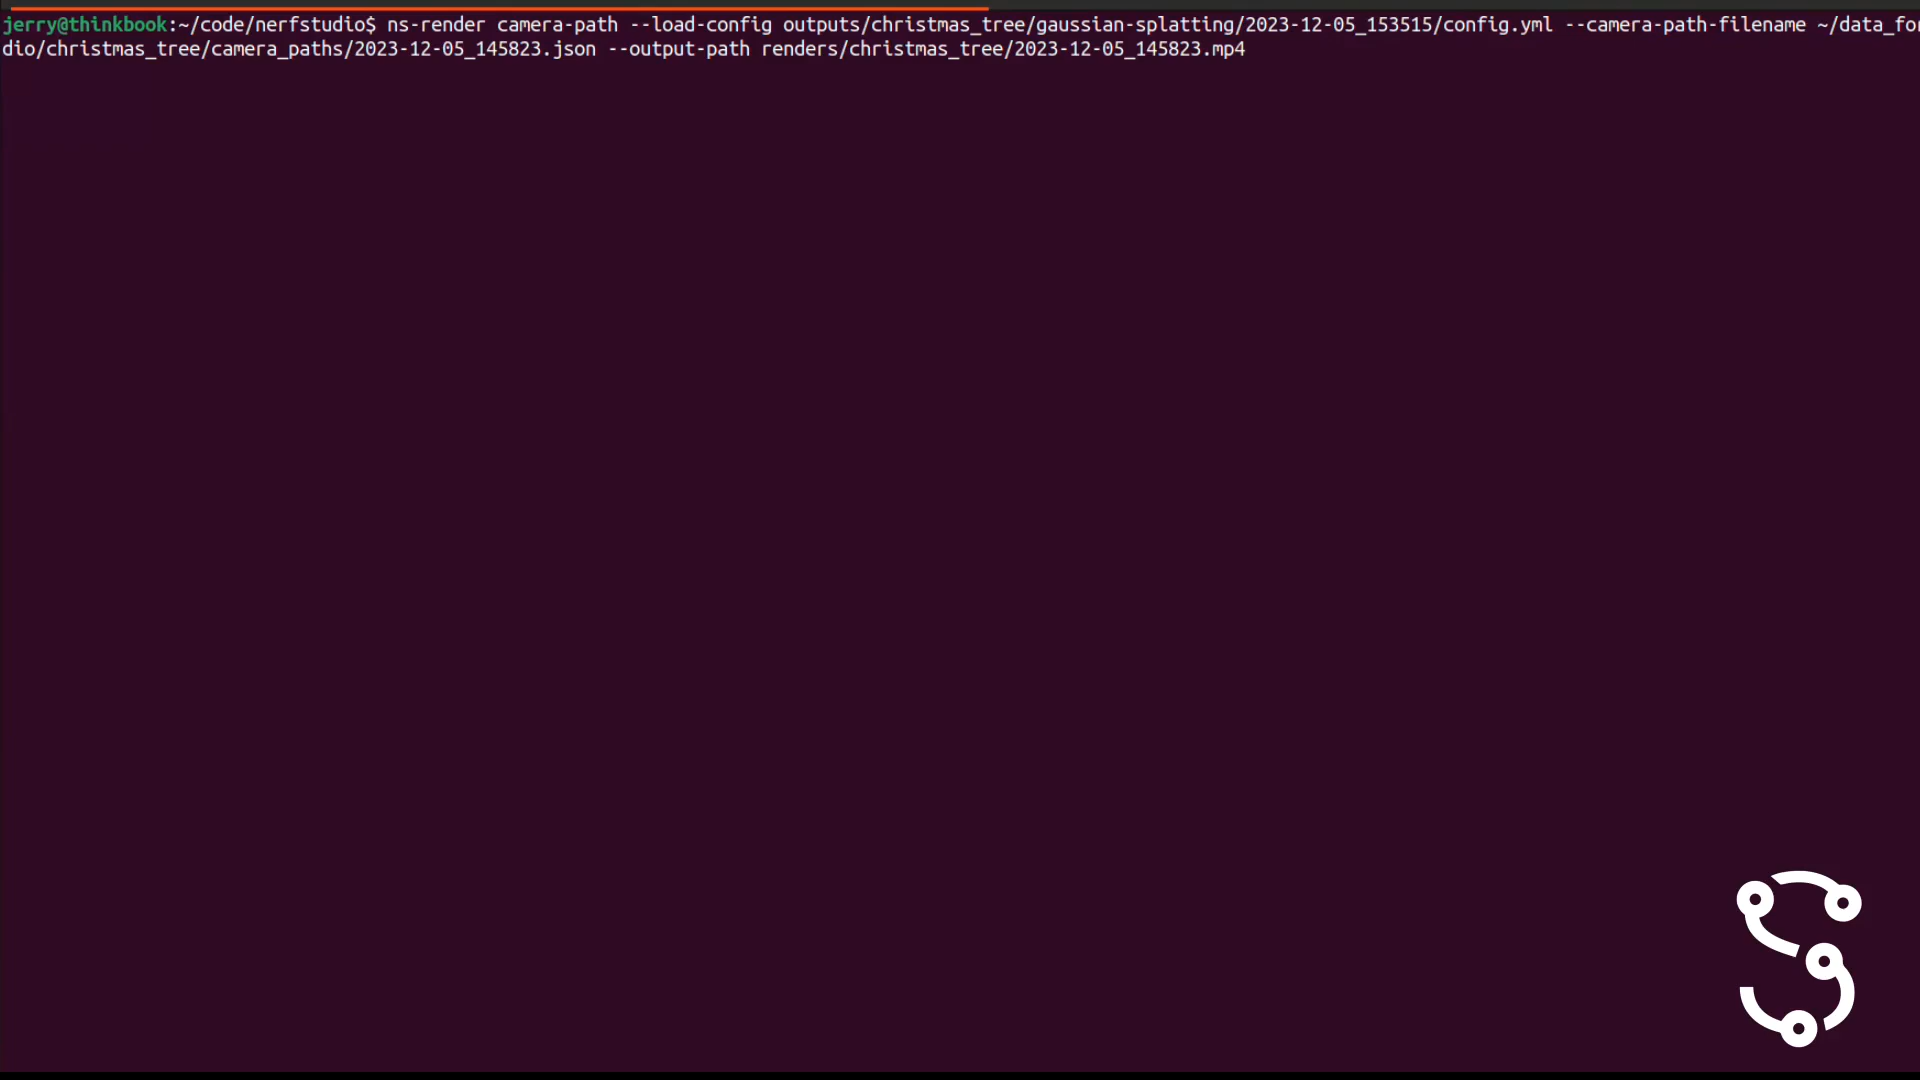 jerry@thinkbook:~/code/nerfstudio$ ns-render camera-path --load-config outputs/christmas_tree/gaussian-splatting/2023-12-05_153515/config.yml --camera-path-filename ~/data_fo
dio/christmas_tree/camera_paths/2023-12-05_145823.json --output-path renders/christmas_tree/2023-12-05_145823.mp4